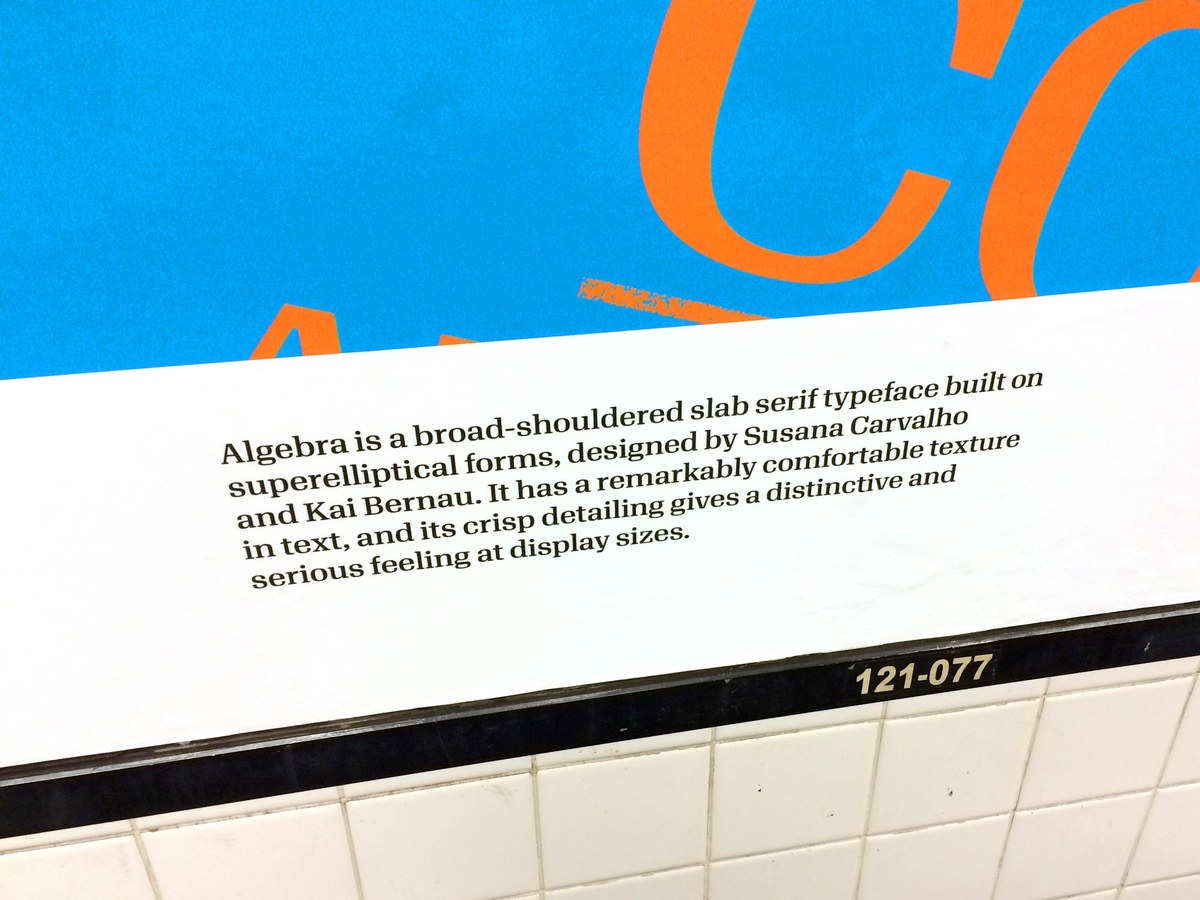 Algebra is a broad-shouldered slab serif typeface built on
superelliptical forms, designed by Susana Carvalho
and Kai Bernau. It has a remarkably comfortable texture
in text, and its crisp detailing gives a distinctive and
serious feeling at display sizes.
121-077